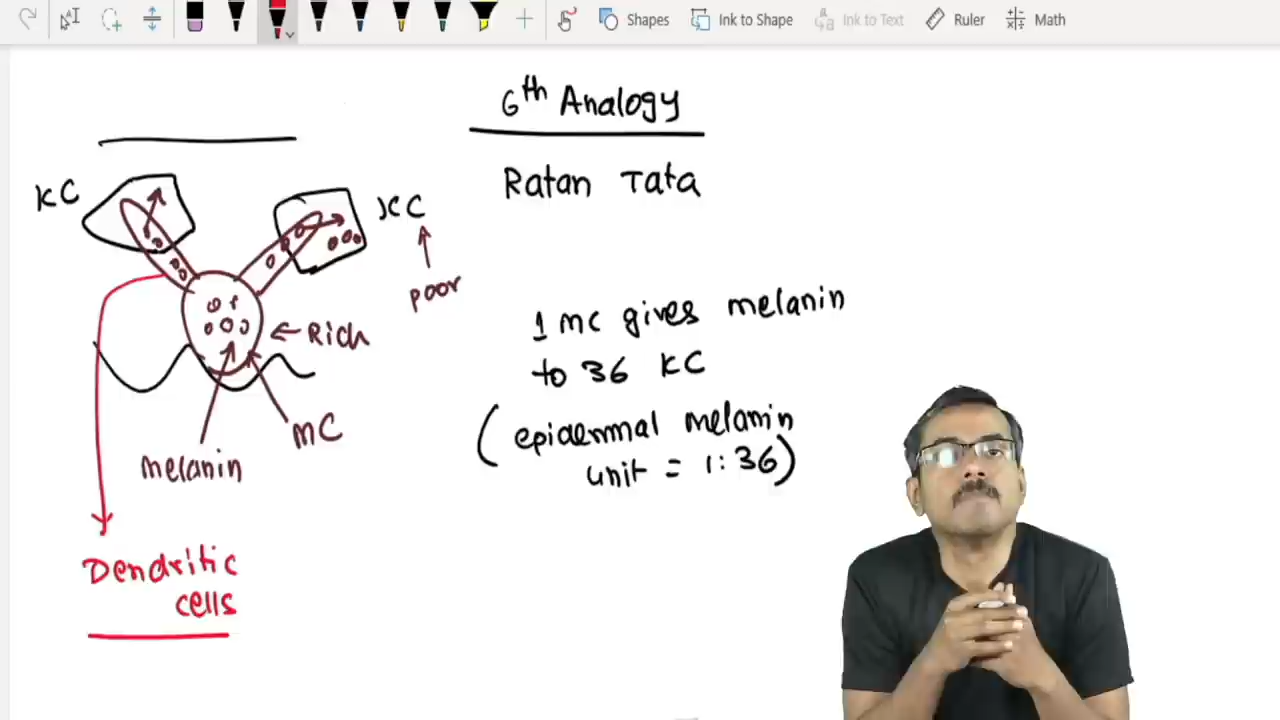 Shapes
Ink to Shape
Ink to Text
Ruler
Math
6th Analogy
Ratan Tata
KC
KC
poor
Rich
MC
melanin
Dendritic
cells
1 mc gives melanin
to 36 KC
(epidermal melanin
unit = 1:36)